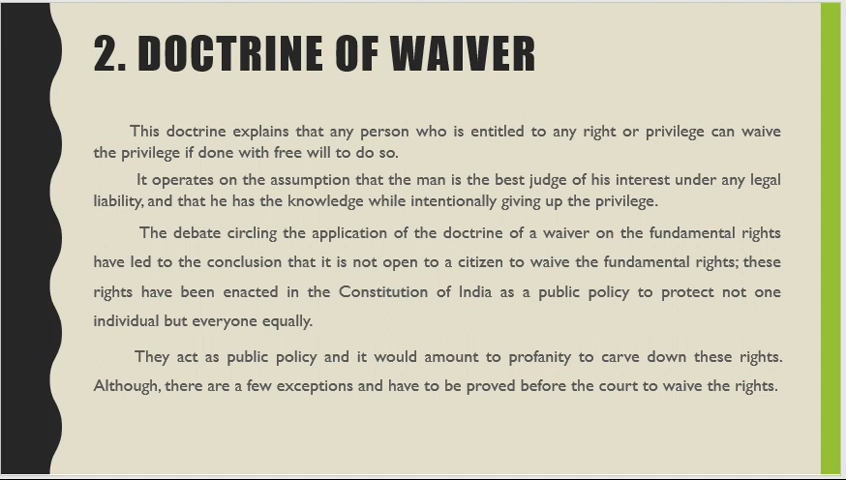 2. DOCTRINE OF WAIVER
This doctrine explains that any person who is entitled to any right or privilege can waive
the privilege if done with free will to do so.
It operates on the assumption that the man is the best judge of his interest under any legal
liability, and that he has the knowledge while intentionally giving up the privilege.
The debate circling the application of the doctrine of a waiver on the fundamental rights
have led to the conclusion that it is not open to a citizen to waive the fundamental rights; these
rights have been enacted in the Constitution of India as a public policy to protect not one
individual but everyone equally.
They act as public policy and it would amount to profanity to carve down these rights.
Although, there are a few exceptions and have to be proved before the court to waive the rights.